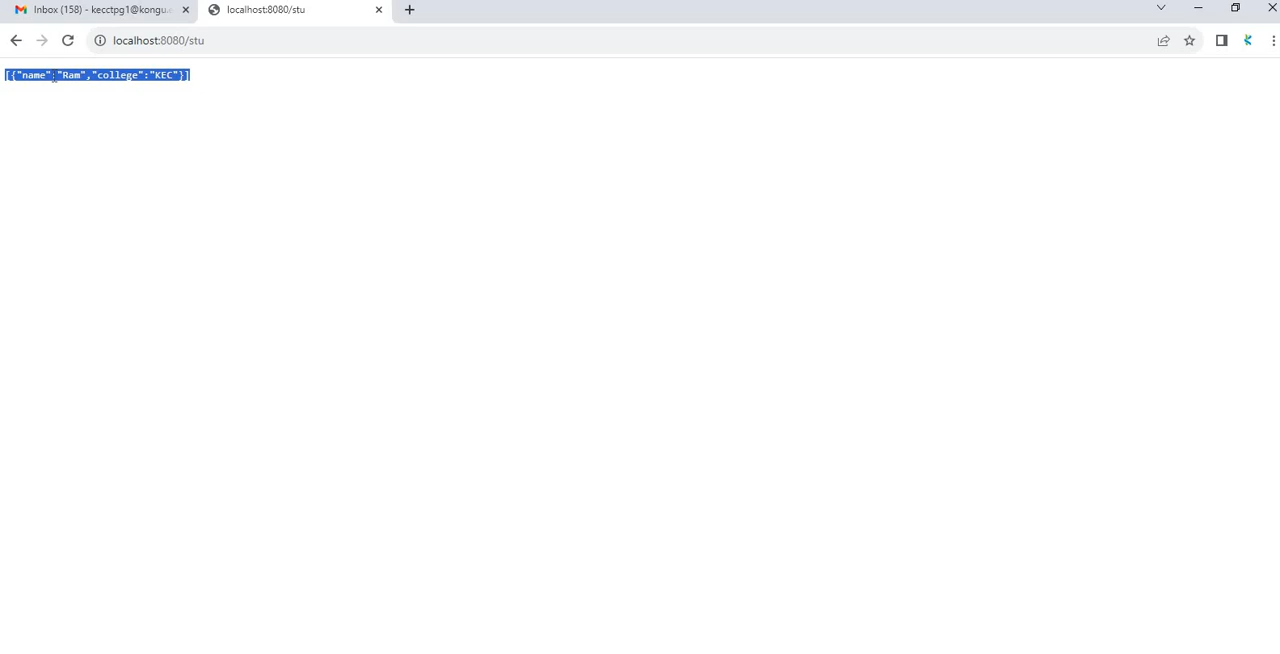 Inbox (158) - kecctpg1@kongu.
localhost:8080/stu
localhost:8080/stu
[{"name":"Ram","college":"KEC"}]